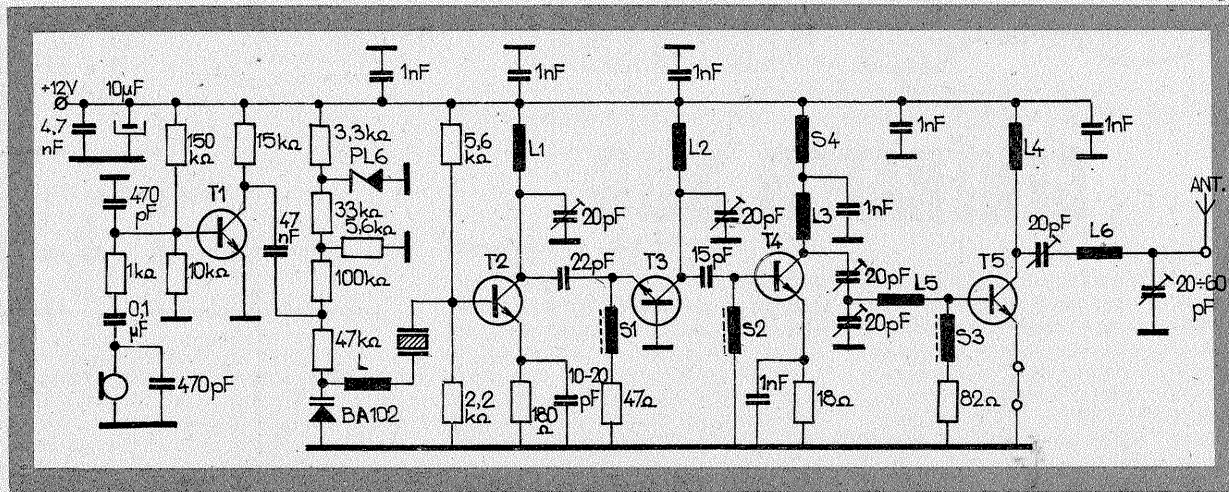 +12V
10µF
4,7
nF
150
kΩ
15kΩ
3,3kΩ
PL6
1nF
5,6
kΩ
1nF
L1
20pF
1nF
L2
20pF
S4
L3
1nF
1nF
L4
1nF
ANT.
470
pF
T1
47
nF
33kΩ
5,6kΩ
1kΩ
10kΩ
100kΩ
T2
22pF
T3
15pF
T4
20pF
20pF
L5
T5
20pF
L6
20÷60
pF
0,1
µF
470pF
47kΩ
L
BA102
2,2
kΩ
180
Ω
10-20
pF
S1
47Ω
S2
1nF
18Ω
S3
82Ω